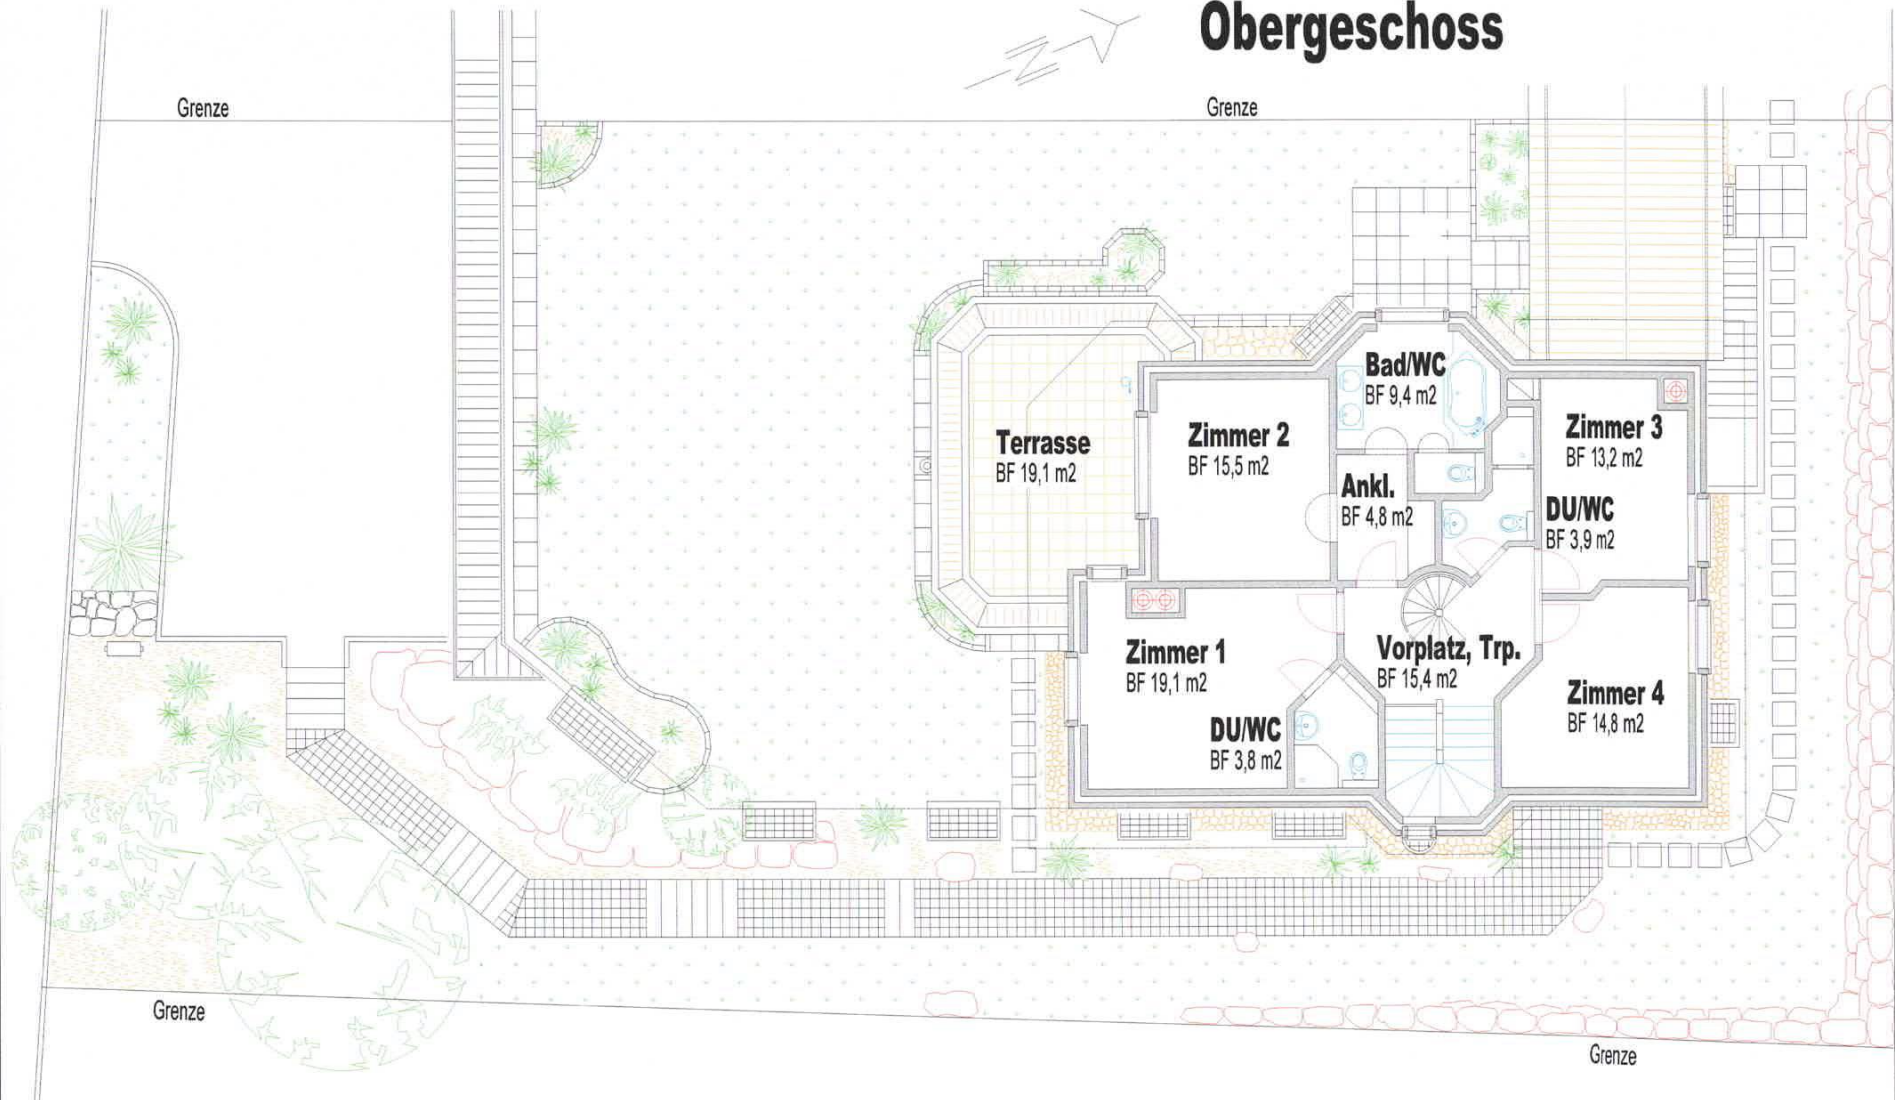 Obergeschoss
N
Grenze
Grenze
Bad/WC
BF 9,4 m2
Terrasse
BF 19,1 m2
Zimmer 2
BF 15,5 m2
Zimmer 3
BF 13,2 m2
Ankl.
BF 4,8 m2
DU/WC
BF 3,9 m2
Zimmer 1
BF 19,1 m2
Vorplatz, Trp.
BF 15,4 m2
Zimmer 4
BF 14,8 m2
DU/WC
BF 3,8 m2
Grenze
Grenze